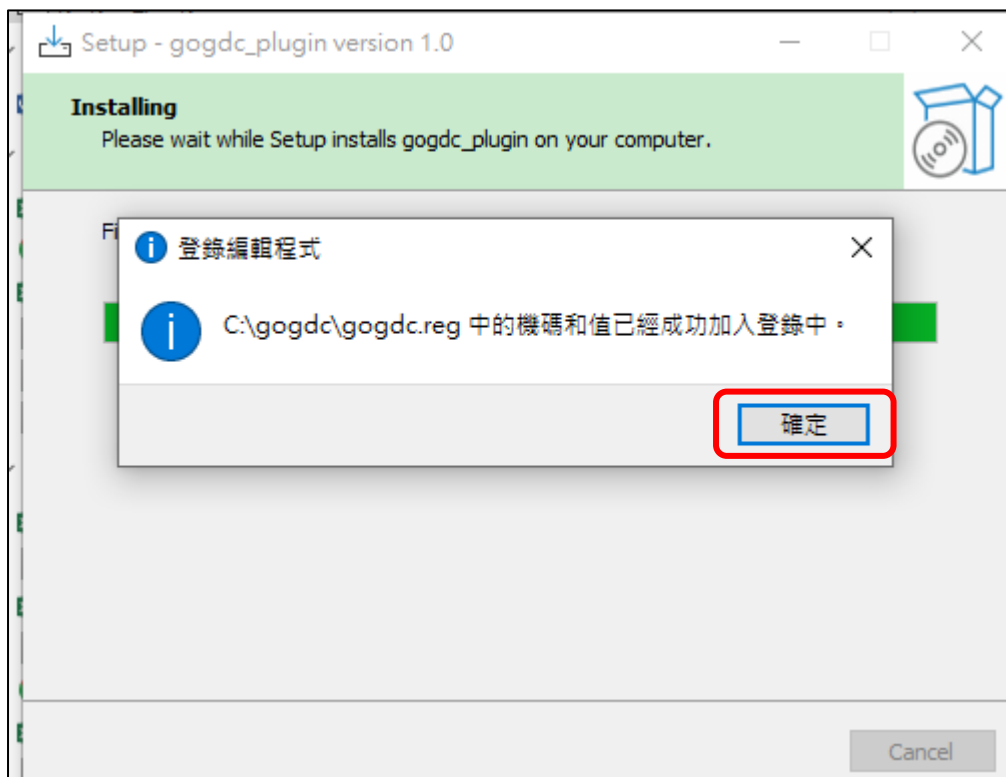 Setup - gogdc_plugin version 1.0
Installing
Please wait while Setup installs gogdc_plugin on your computer.
Fi
登錄編輯程式
C:\gogdc\gogdc.reg 中的機碼和值已經成功加入登錄中。
確定
Cancel